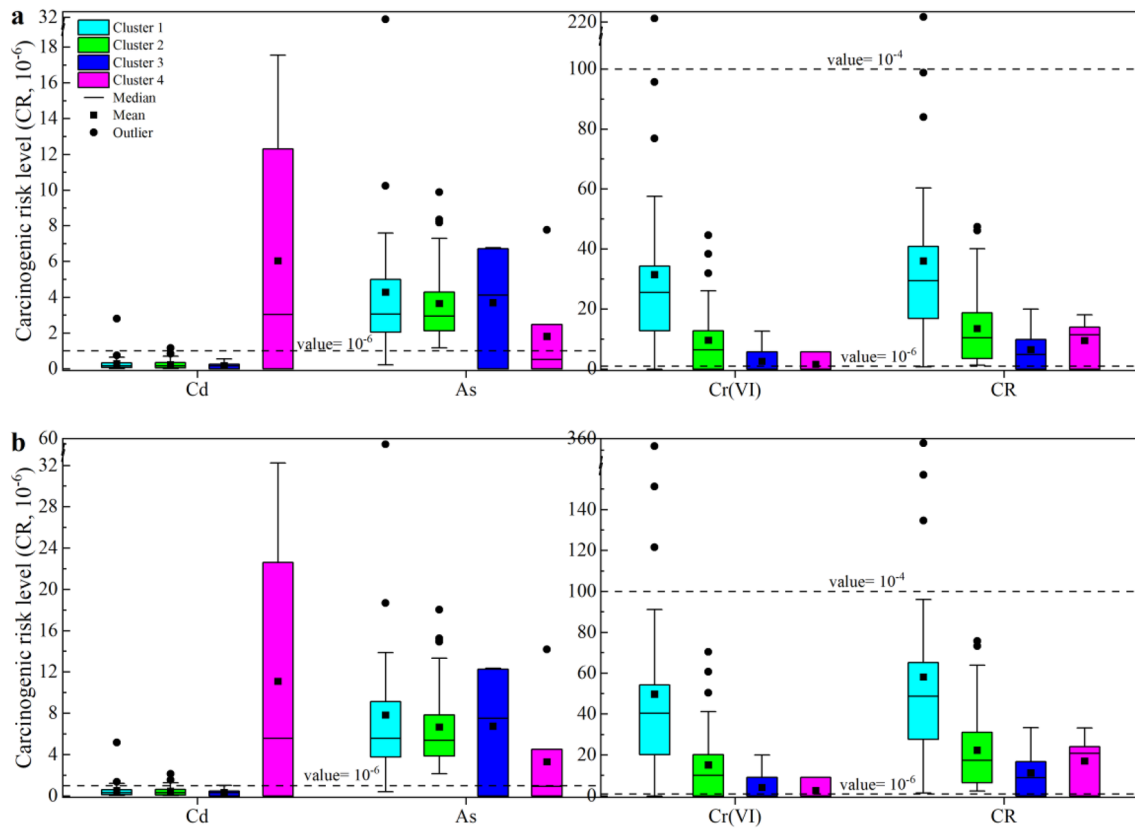 a
Carcinogenic risk level (CR, 10-6)
32
18
16
14
12
10
8
6
4
2
0
Cluster 1
Cluster 2
Cluster 3
Cluster 4
Median
Mean
Outlier
value= 10-6
Cd
As
220
100
80
60
40
20
0
value= 10-4
value= 10-6
Cr(VI)
CR
b
Carcinogenic risk level (CR, 10-6)
60
32
28
24
20
16
12
8
4
0
value= 10-6
Cd
As
360
140
120
100
80
60
40
20
0
value= 10-4
value= 10-6
Cr(VI)
CR